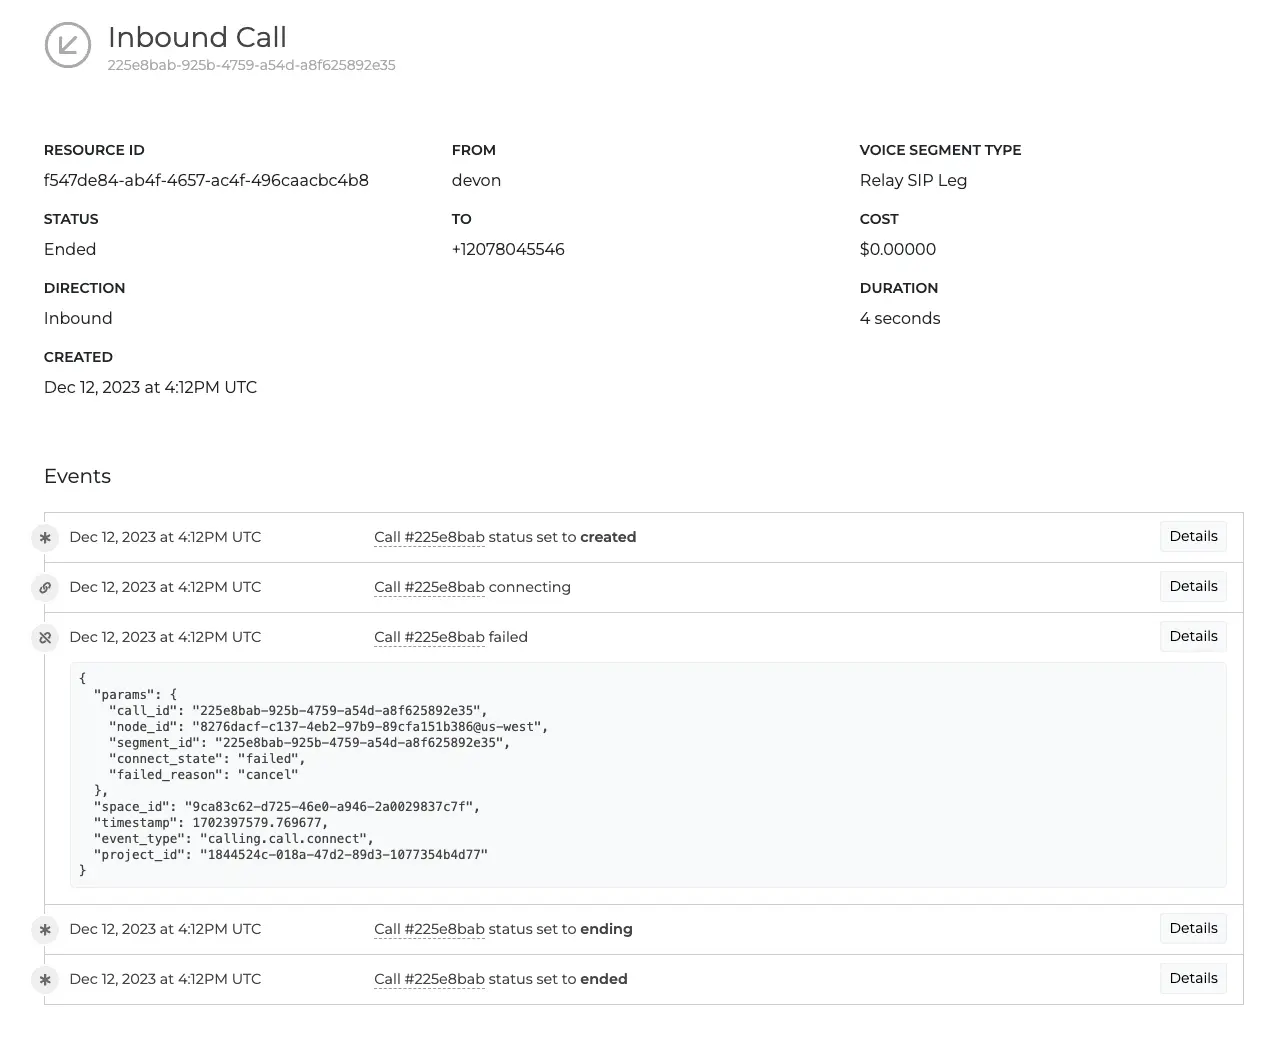 Inbound Call
225e8bab-925b-4759-a54d-a8f625892e35
RESOURCE ID
f547de84-ab4f-4657-ac4f-496caacbc4b8
STATUS
Ended
DIRECTION
Inbound
CREATED
Dec 12, 2023 at 4:12PM UTC
FROM
devon
TO
+12078045546
VOICE SEGMENT TYPE
Relay SIP Leg
COST
$0.00000
DURATION
4 seconds
Events
Dec 12, 2023 at 4:12PM UTC Call #225e8bab status set to created Details
Dec 12, 2023 at 4:12PM UTC Call #225e8bab connecting Details
Dec 12, 2023 at 4:12PM UTC Call #225e8bab failed Details
{
  "params": {
    "call_id": "225e8bab-925b-4759-a54d-a8f625892e35",
    "node_id": "8276dacf-c137-4eb2-97b9-89cfa151b386@us-west",
    "segment_id": "225e8bab-925b-4759-a54d-a8f625892e35",
    "connect_state": "failed",
    "failed_reason": "cancel"
  },
  "space_id": "9ca83c62-d725-46e0-a946-2a0029837c7f",
  "timestamp": 1702397579.769677,
  "event_type": "calling.call.connect",
  "project_id": "1844524c-018a-47d2-89d3-1077354b4d77"
}
Dec 12, 2023 at 4:12PM UTC Call #225e8bab status set to ending Details
Dec 12, 2023 at 4:12PM UTC Call #225e8bab status set to ended Details